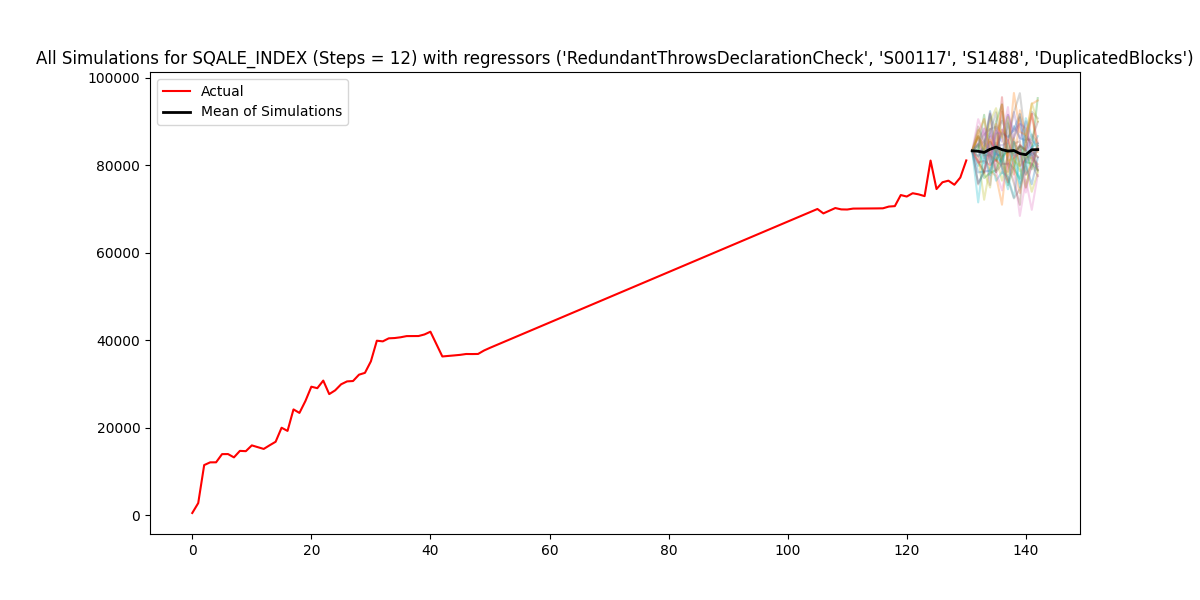 All Simulations for SQALE_INDEX (Steps = 12) with regressors ('RedundantThrowsDeclarationCheck', 'S00117', 'S1488', 'DuplicatedBlocks')
Actual
Mean of Simulations
100000
80000
60000
40000
20000
0
0 20 40 60 80 100 120 140